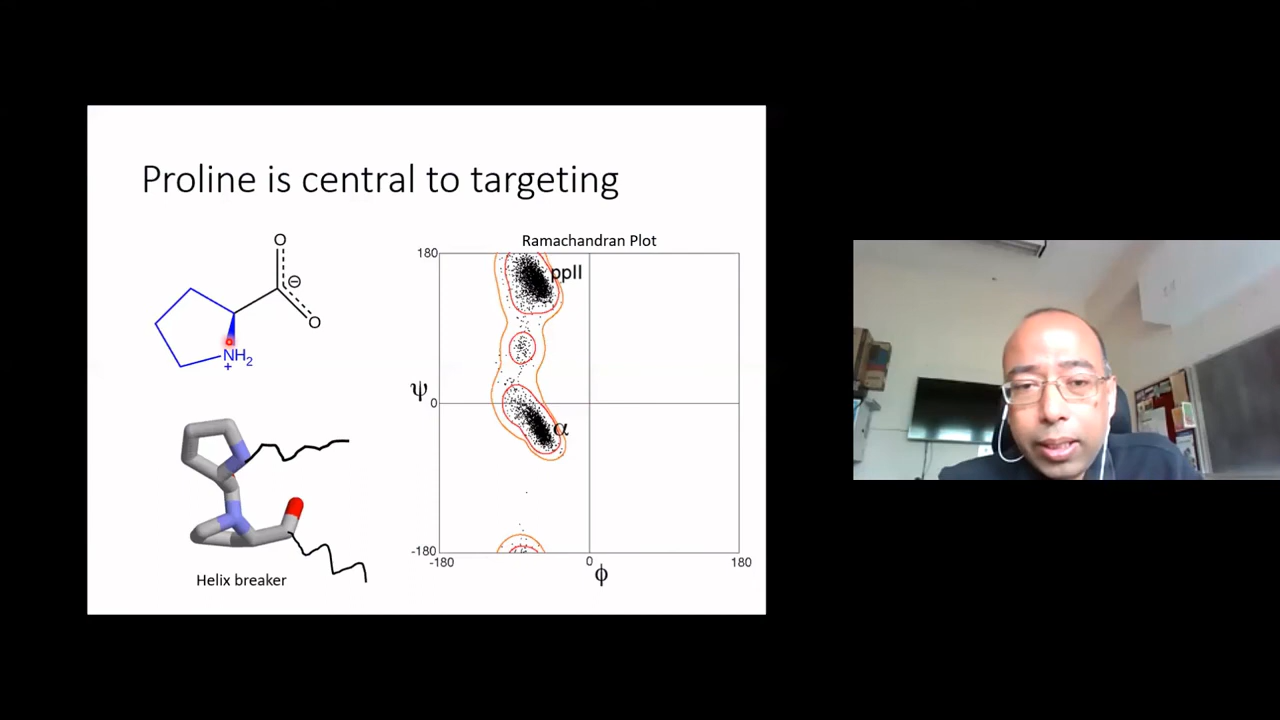 Proline is central to targeting
O
⊖
O
NH2
+
Helix breaker
Ramachandran Plot
180
ppII
ψ
0
α
-180
-180
0
180
ϕ